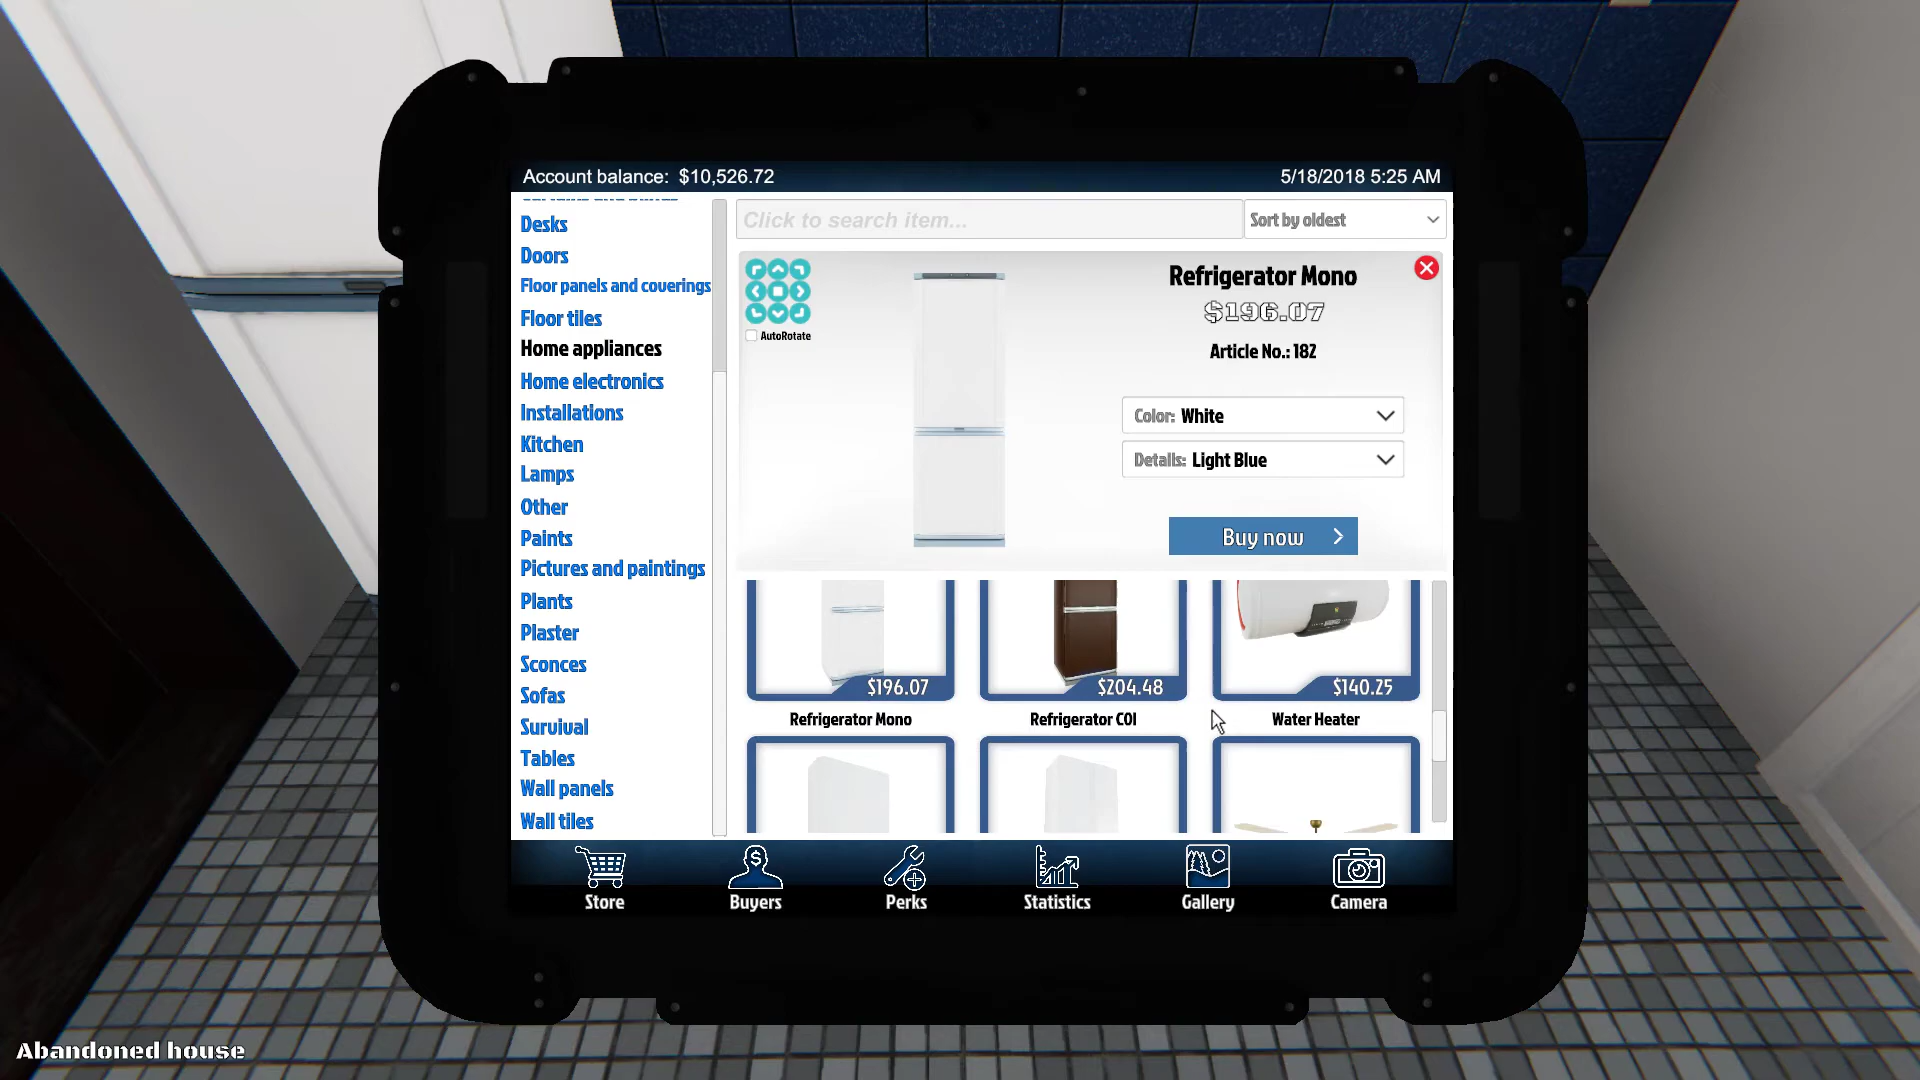 Account balance: $10,526.72
5/18/2018 5:25 AM
Desks
Doors
Floor panels and coverings
Floor tiles
Home appliances
Home electronics
Installations
Kitchen
Lamps
Other
Paints
Pictures and paintings
Plants
Plaster
Sconces
Sofas
Survival
Tables
Wall panels
Wall tiles
Click to search item...
Sort by oldest
AutoRotate
Refrigerator Mono
$196.07
Article No.: 182
Color: White
Details: Light Blue
Buy now
$196.07
$204.48
$140.25
Refrigerator Mono
Refrigerator C01
Water Heater
Store
Buyers
Perks
Statistics
Gallery
Camera
Abandoned house